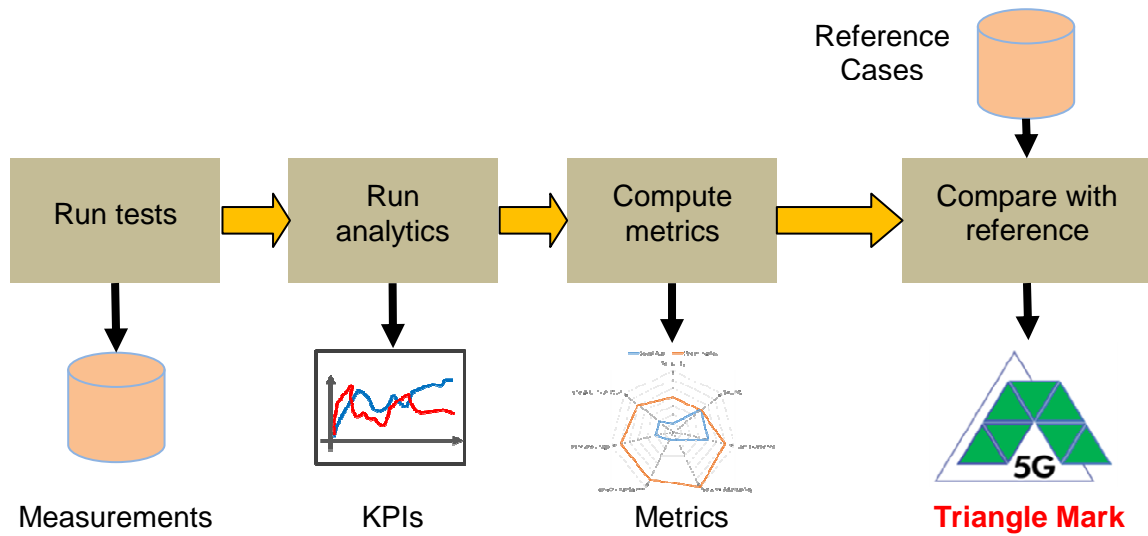 Reference
Cases
Run tests
Run
analytics
Compute
metrics
Compare with
reference
5G
Measurements
KPIs
Metrics
Triangle Mark